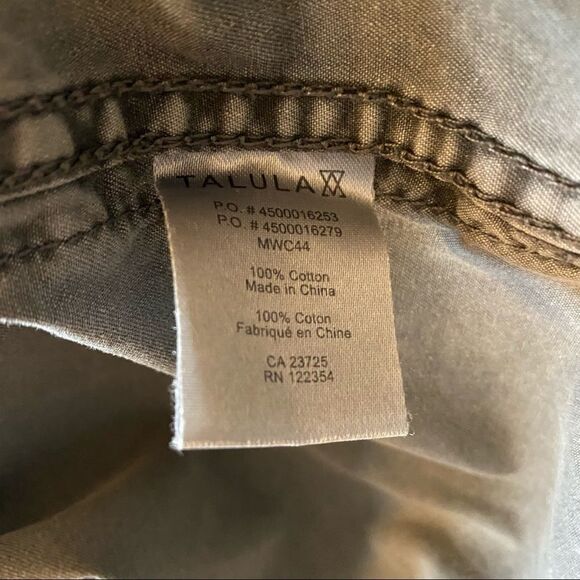 TALULA
P.O. # 4500016253
P.O. # 4500016279
MWC44
100% Cotton
Made in China
100% Coton
Fabriqué en Chine
CA 23725
RN 122354